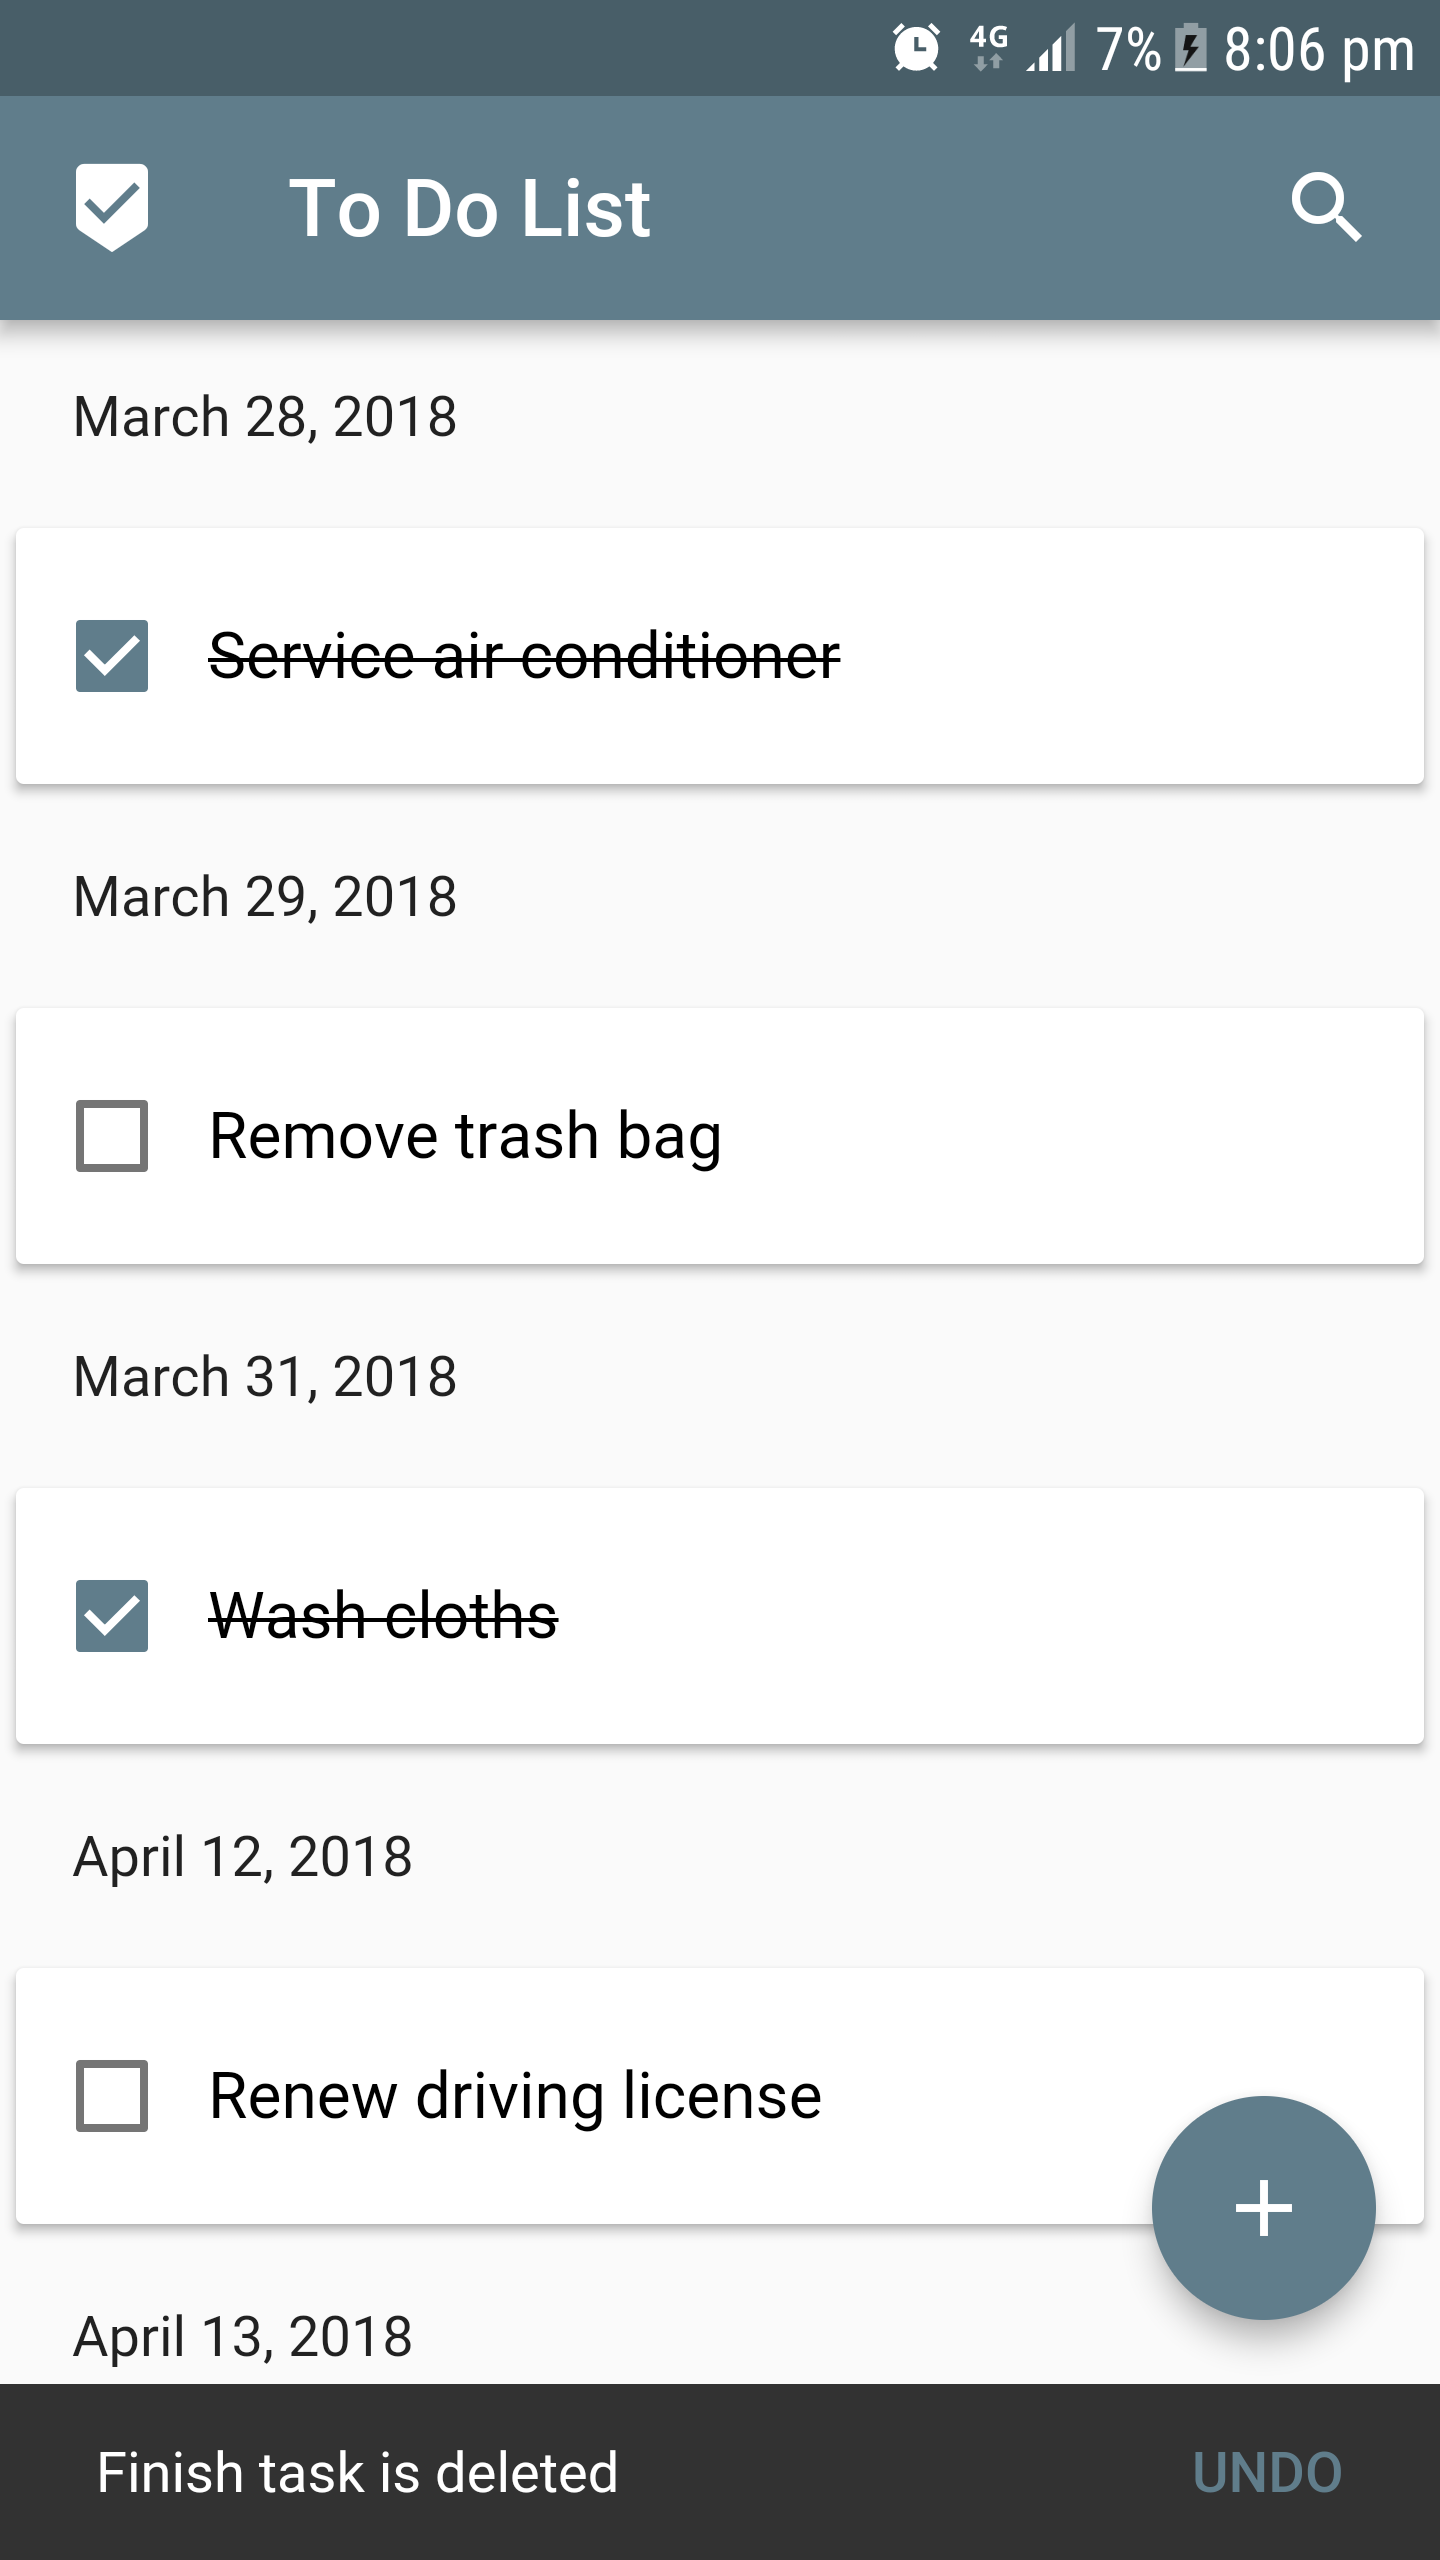 4G 7% 8:06 pm
To Do List
March 28, 2018
Service air conditioner
March 29, 2018
Remove trash bag
March 31, 2018
Wash cloths
April 12, 2018
Renew driving license
April 13, 2018
Finish task is deleted UNDO